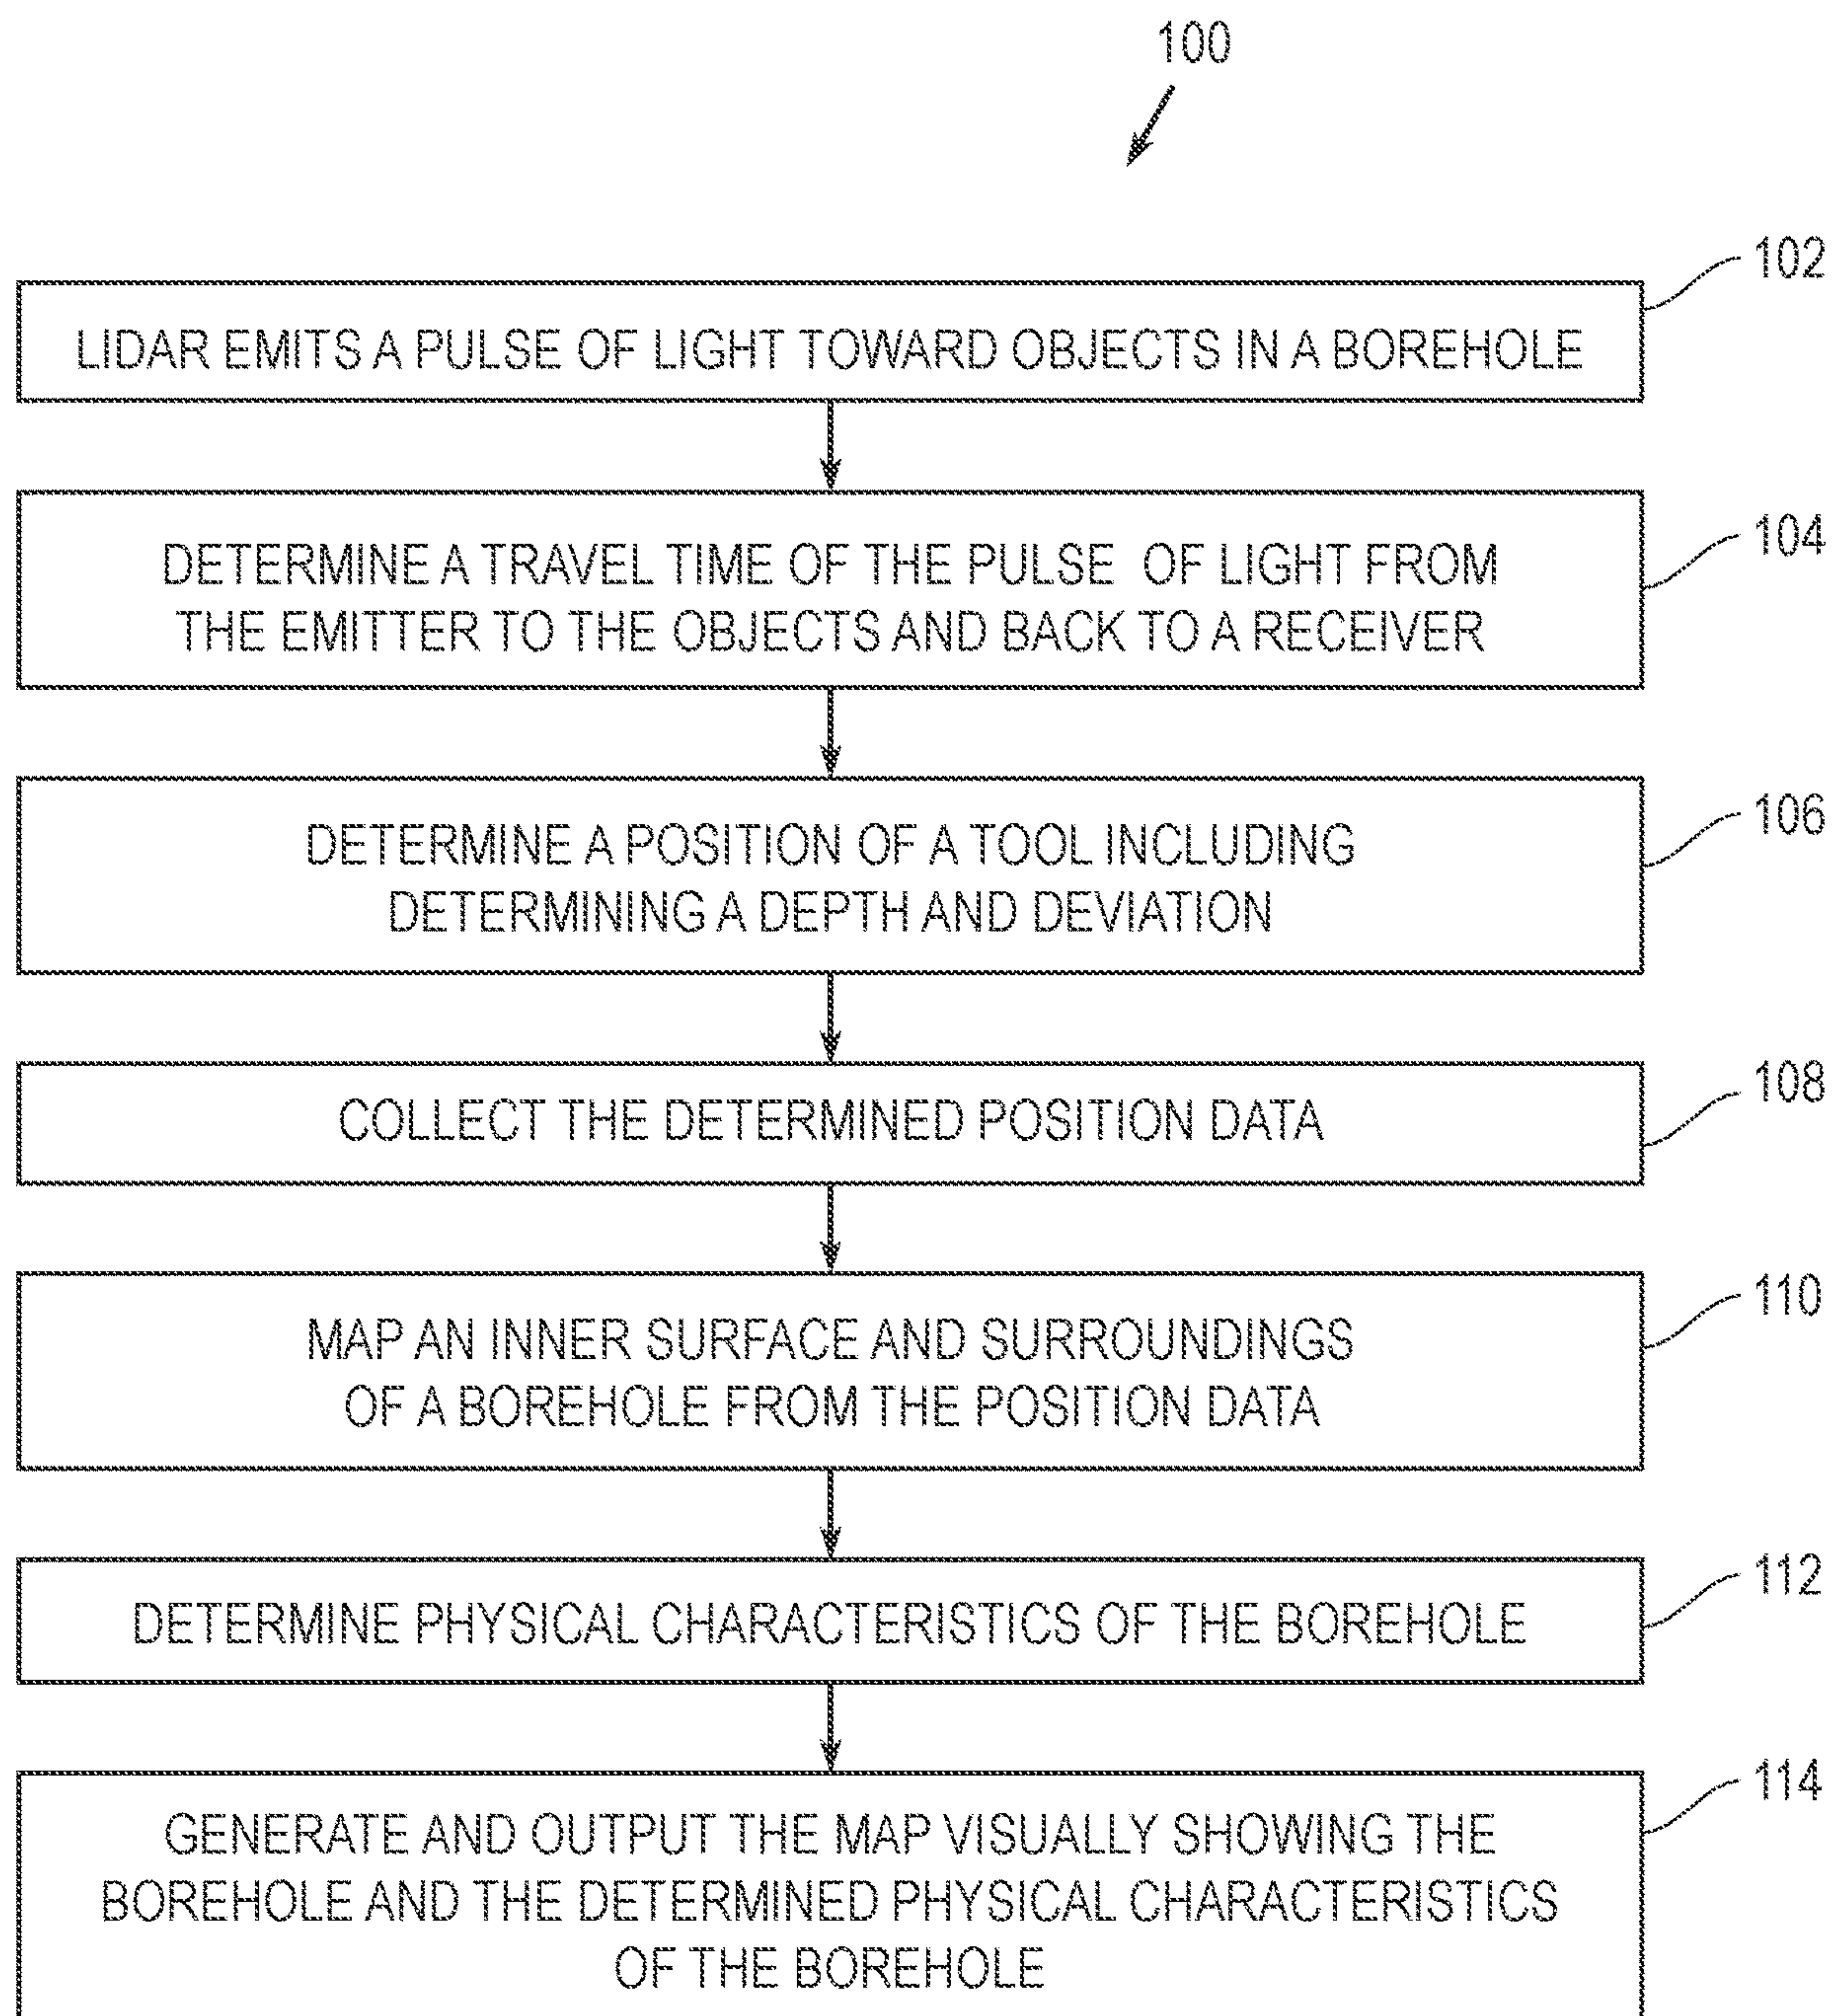 100
102
LIDAR EMITS A PULSE OF LIGHT TOWARD OBJECTS IN A BOREHOLE
104
DETERMINE A TRAVEL TIME OF THE PULSE OF LIGHT FROM
THE EMITTER TO THE OBJECTS AND BACK TO A RECEIVER
106
DETERMINE A POSITION OF A TOOL INCLUDING
DETERMINING A DEPTH AND DEVIATION
108
COLLECT THE DETERMINED POSITION DATA
110
MAP AN INNER SURFACE AND SURROUNDINGS
OF A BOREHOLE FROM THE POSITION DATA
112
DETERMINE PHYSICAL CHARACTERISTICS OF THE BOREHOLE
114
GENERATE AND OUTPUT THE MAP VISUALLY SHOWING THE
BOREHOLE AND THE DETERMINED PHYSICAL CHARACTERISTICS
OF THE BOREHOLE